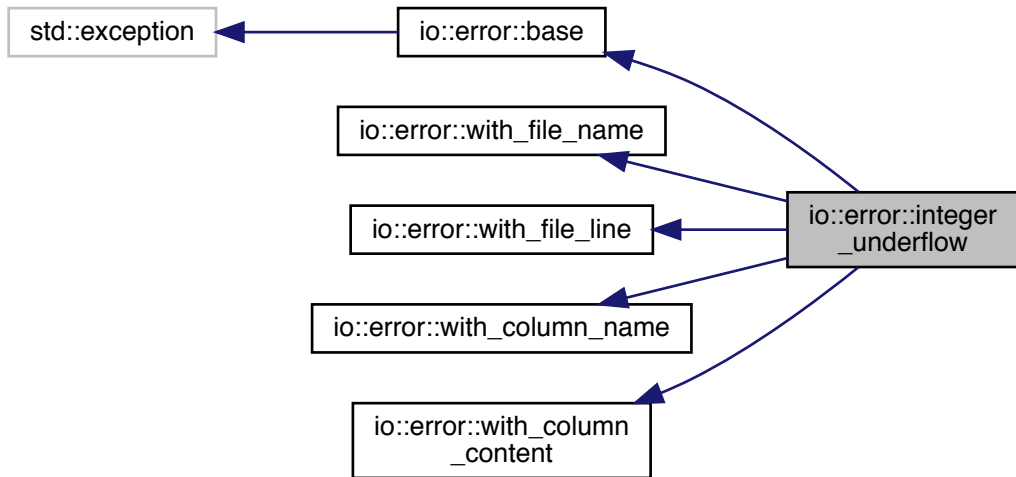 std::exception
io::error::base
io::error::with_file_name
io::error::with_file_line
io::error::with_column_name
io::error::with_column
_content
io::error::integer
_underflow